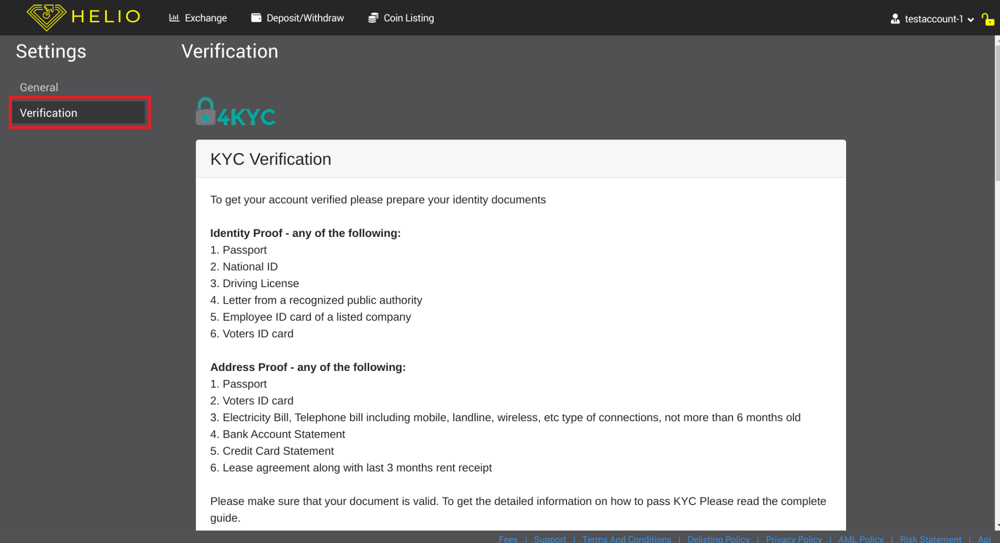 HELIO
Exchange
Deposit/Withdraw
Coin Listing
testaccount-1
Settings
Verification
General
Verification
4KYC
KYC Verification
To get your account verified please prepare your identity documents
Identity Proof - any of the following:
1. Passport
2. National ID
3. Driving License
4. Letter from a recognized public authority
5. Employee ID card of a listed company
6. Voters ID card
Address Proof - any of the following:
1. Passport
2. Voters ID card
3. Electricity Bill, Telephone bill including mobile, landline, wireless, etc type of connections, not more than 6 months old
4. Bank Account Statement
5. Credit Card Statement
6. Lease agreement along with last 3 months rent receipt
Please make sure that your document is valid. To get the detailed information on how to pass KYC Please read the complete
guide.
Fees | Support | Terms And Conditions | Delisting Policy | Privacy Policy | AML Policy | Risk Statement | Api